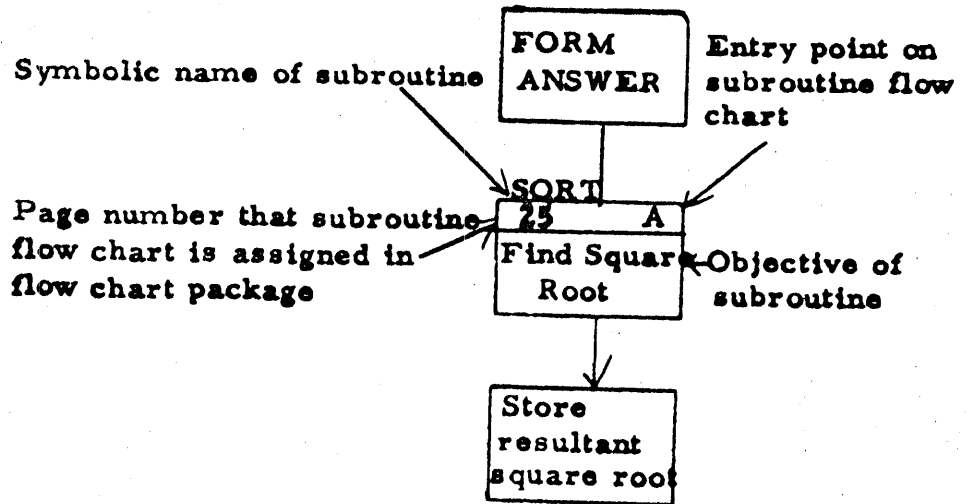 FORM
ANSWER
Symbolic name of subroutine
Entry point on
subroutine flow
chart
SQRT
25 A
Page number that subroutine
flow chart is assigned in
flow chart package
Find Square
Root
Objective of
subroutine
Store
resultant
square root